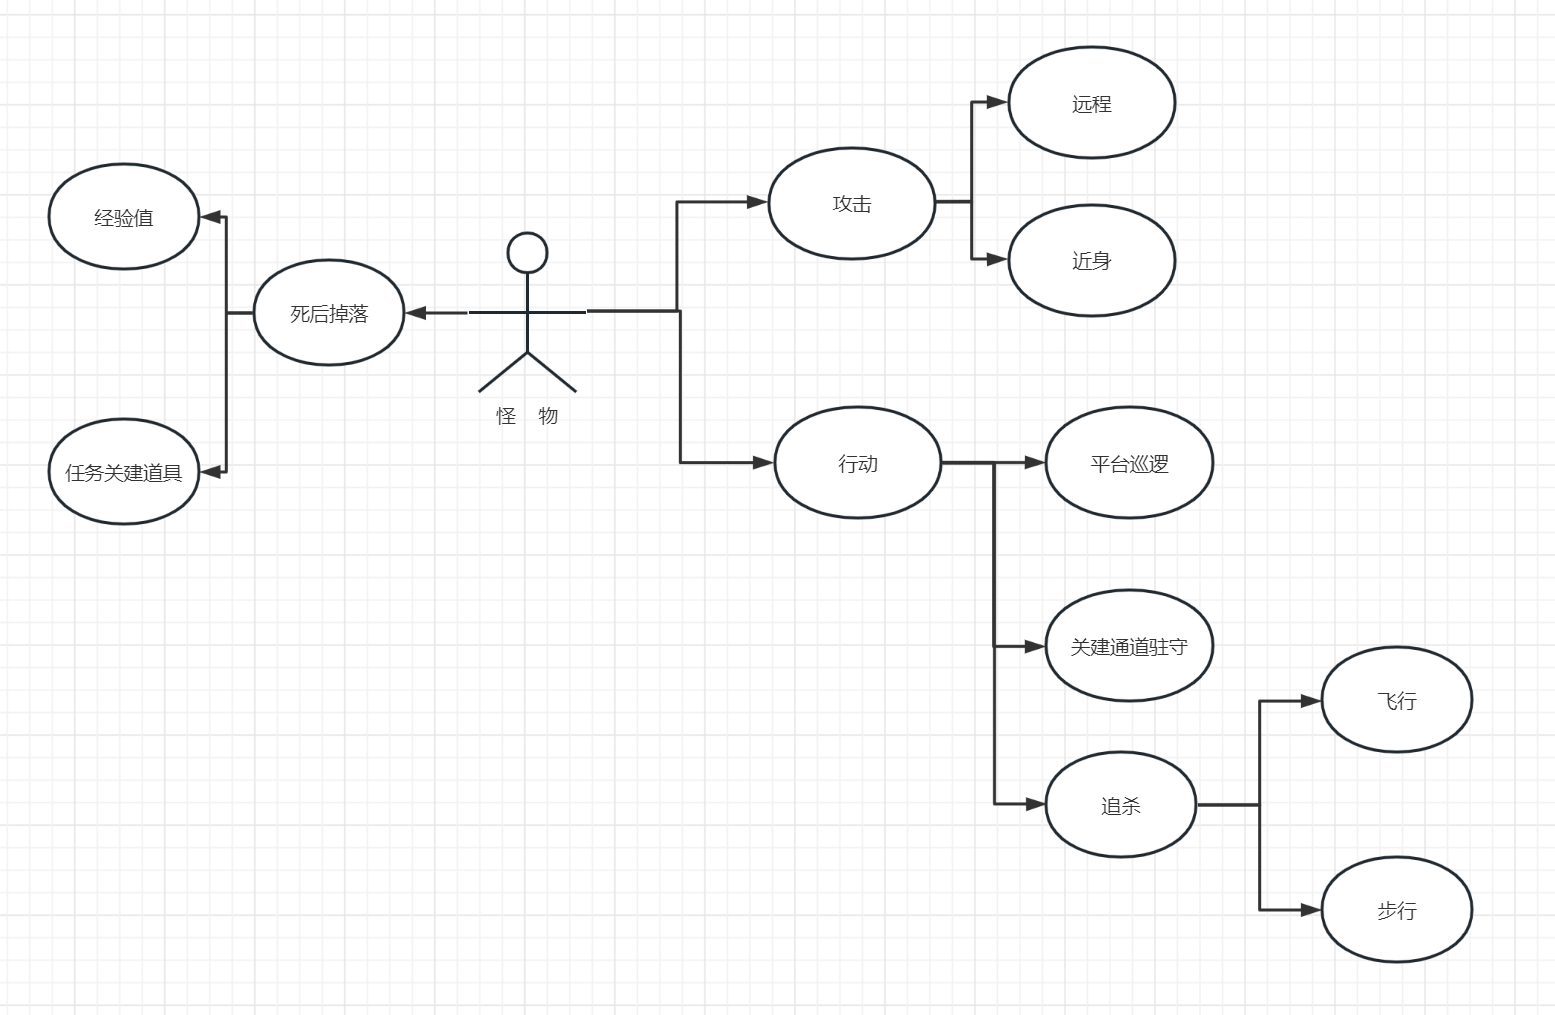 远程
攻击
经验值
近身
死后掉落
怪 物
行动
平台巡逻
任务关建道具
关建通道驻守
飞行
追杀
步行